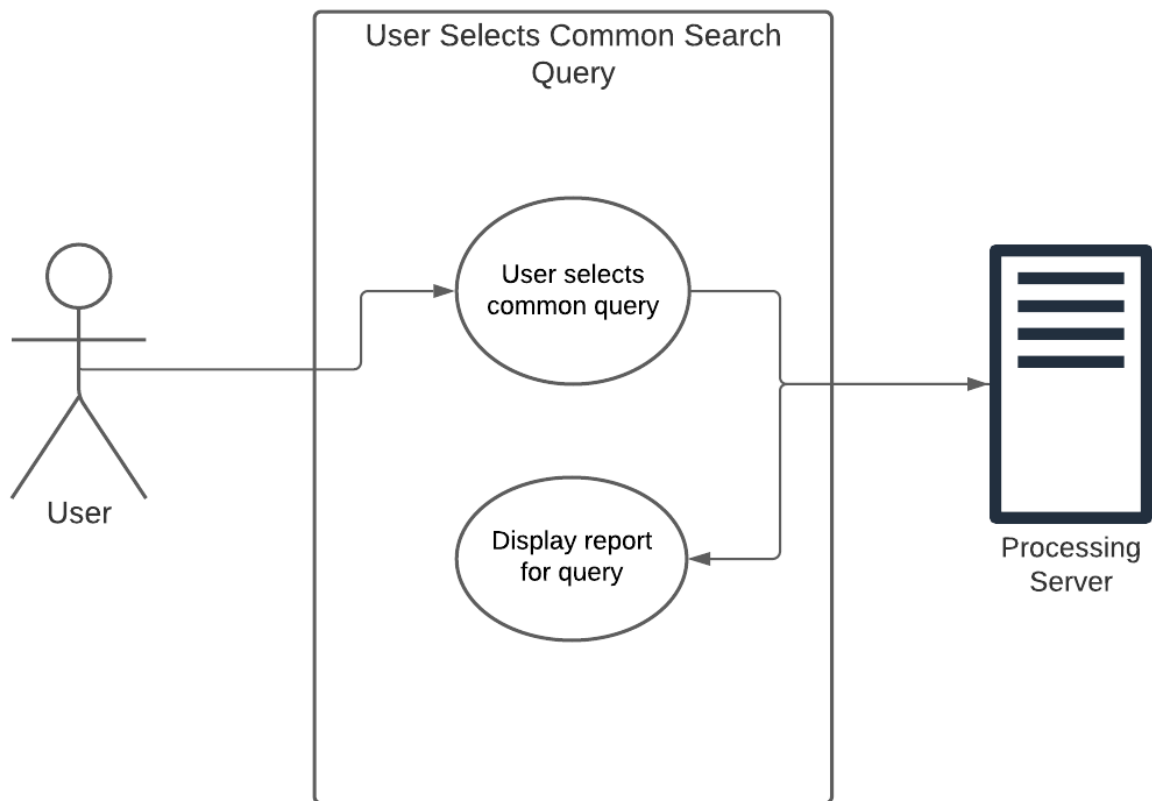 User Selects Common Search
Query
User selects
common query
User
Display report
for query
Processing
Server